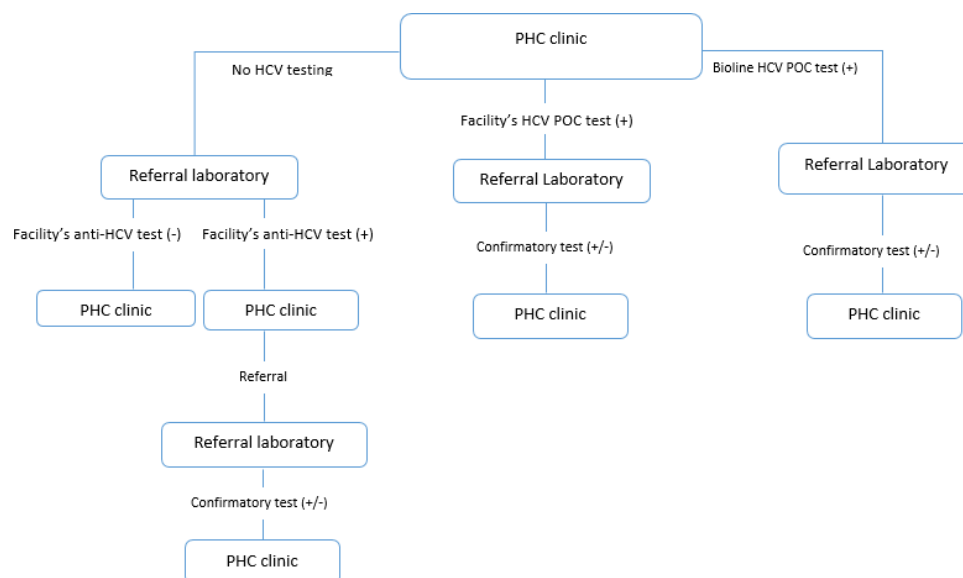 PHC clinic
No HCV testing
Bioline HCV POC test (+)
Facility's HCV POC test (+)
Referral laboratory
Referral Laboratory
Referral Laboratory
Facility's anti-HCV test (-)
Facility's anti-HCV test (+)
Confirmatory test (+/-)
Confirmatory test (+/-)
PHC clinic
PHC clinic
PHC clinic
PHC clinic
Referral
Referral laboratory
Confirmatory test (+/-)
PHC clinic